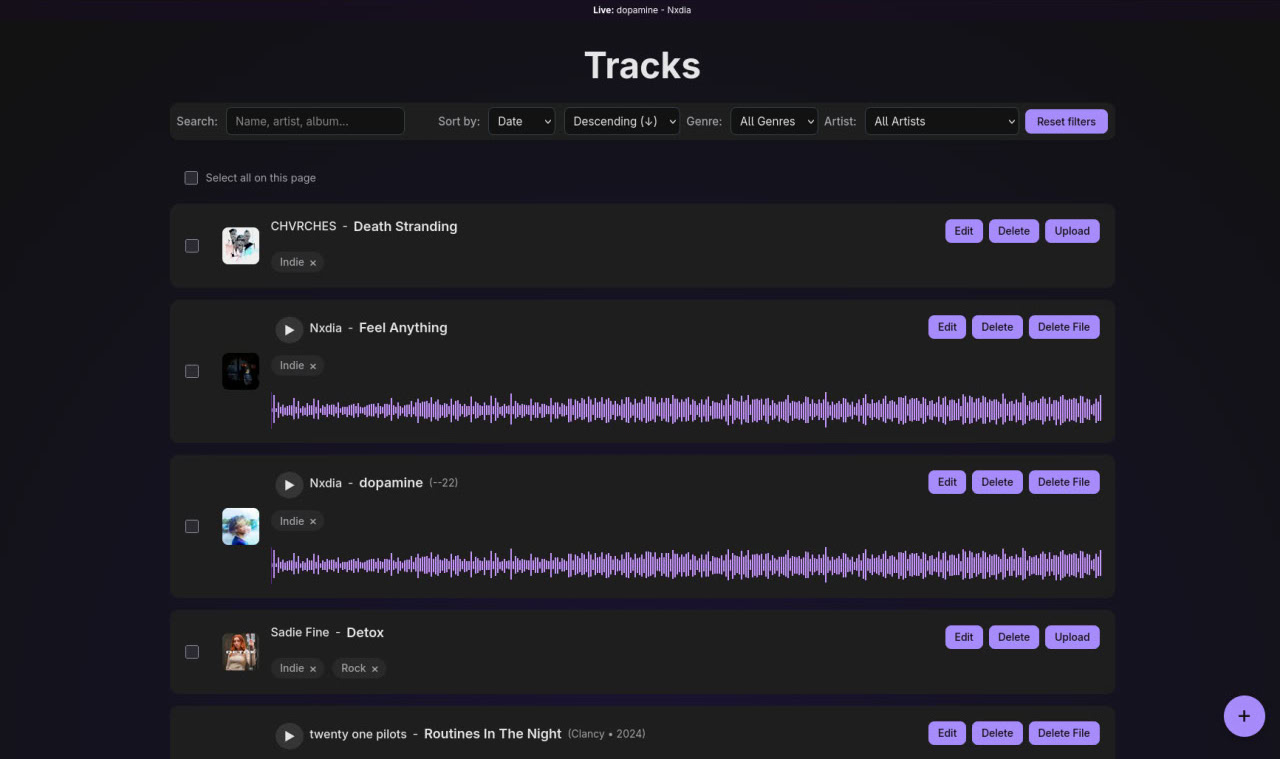 Live: dopamine - Nxdia
Tracks
Search: Name, artist, album... Sort by: Date Descending (↓) Genre: All Genres Artist: All Artists Reset filters
Select all on this page
CHVRCHES - Death Stranding Edit Delete Upload
Indie ×
Nxdia - Feel Anything Edit Delete Delete File
Indie ×
Nxdia - dopamine (--22) Edit Delete Delete File
Indie ×
Sadie Fine - Detox Edit Delete Upload
Indie × Rock ×
twenty one pilots - Routines In The Night (Clancy • 2024) Edit Delete Delete File
+